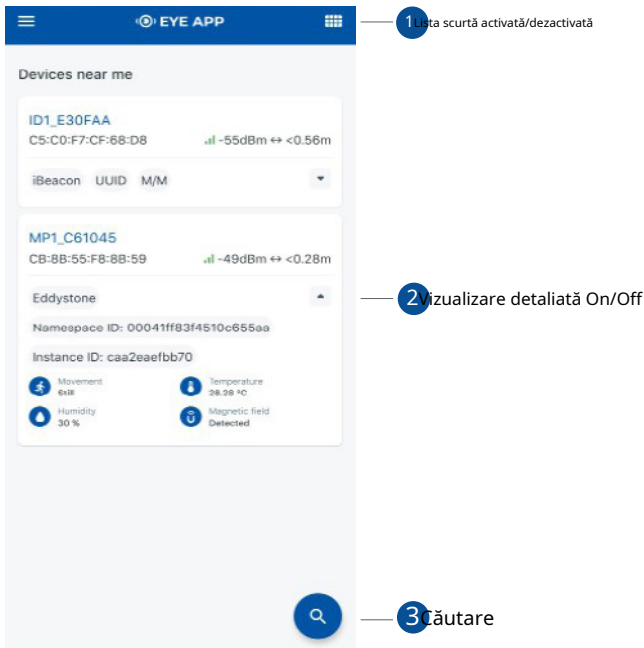 EYE APP
1 Lista scurtă activată/dezactivată
Devices near me
ID1_E30FAA
C5:C0:F7:CF:68:D8 -55dBm ↔ <0.56m
iBeacon UUID M/M
MP1_C61045
CB:8B:55:F8:8B:59 -49dBm ↔ <0.28m
2 Vizualizare detaliată On/Off
Eddystone
Namespace ID: 00041ff83f4510c655aa
Instance ID: caa2eaefbb70
Movement Temperature
Still 28.28 °C
Humidity Magnetic field
30 % Detected
3 Căutare